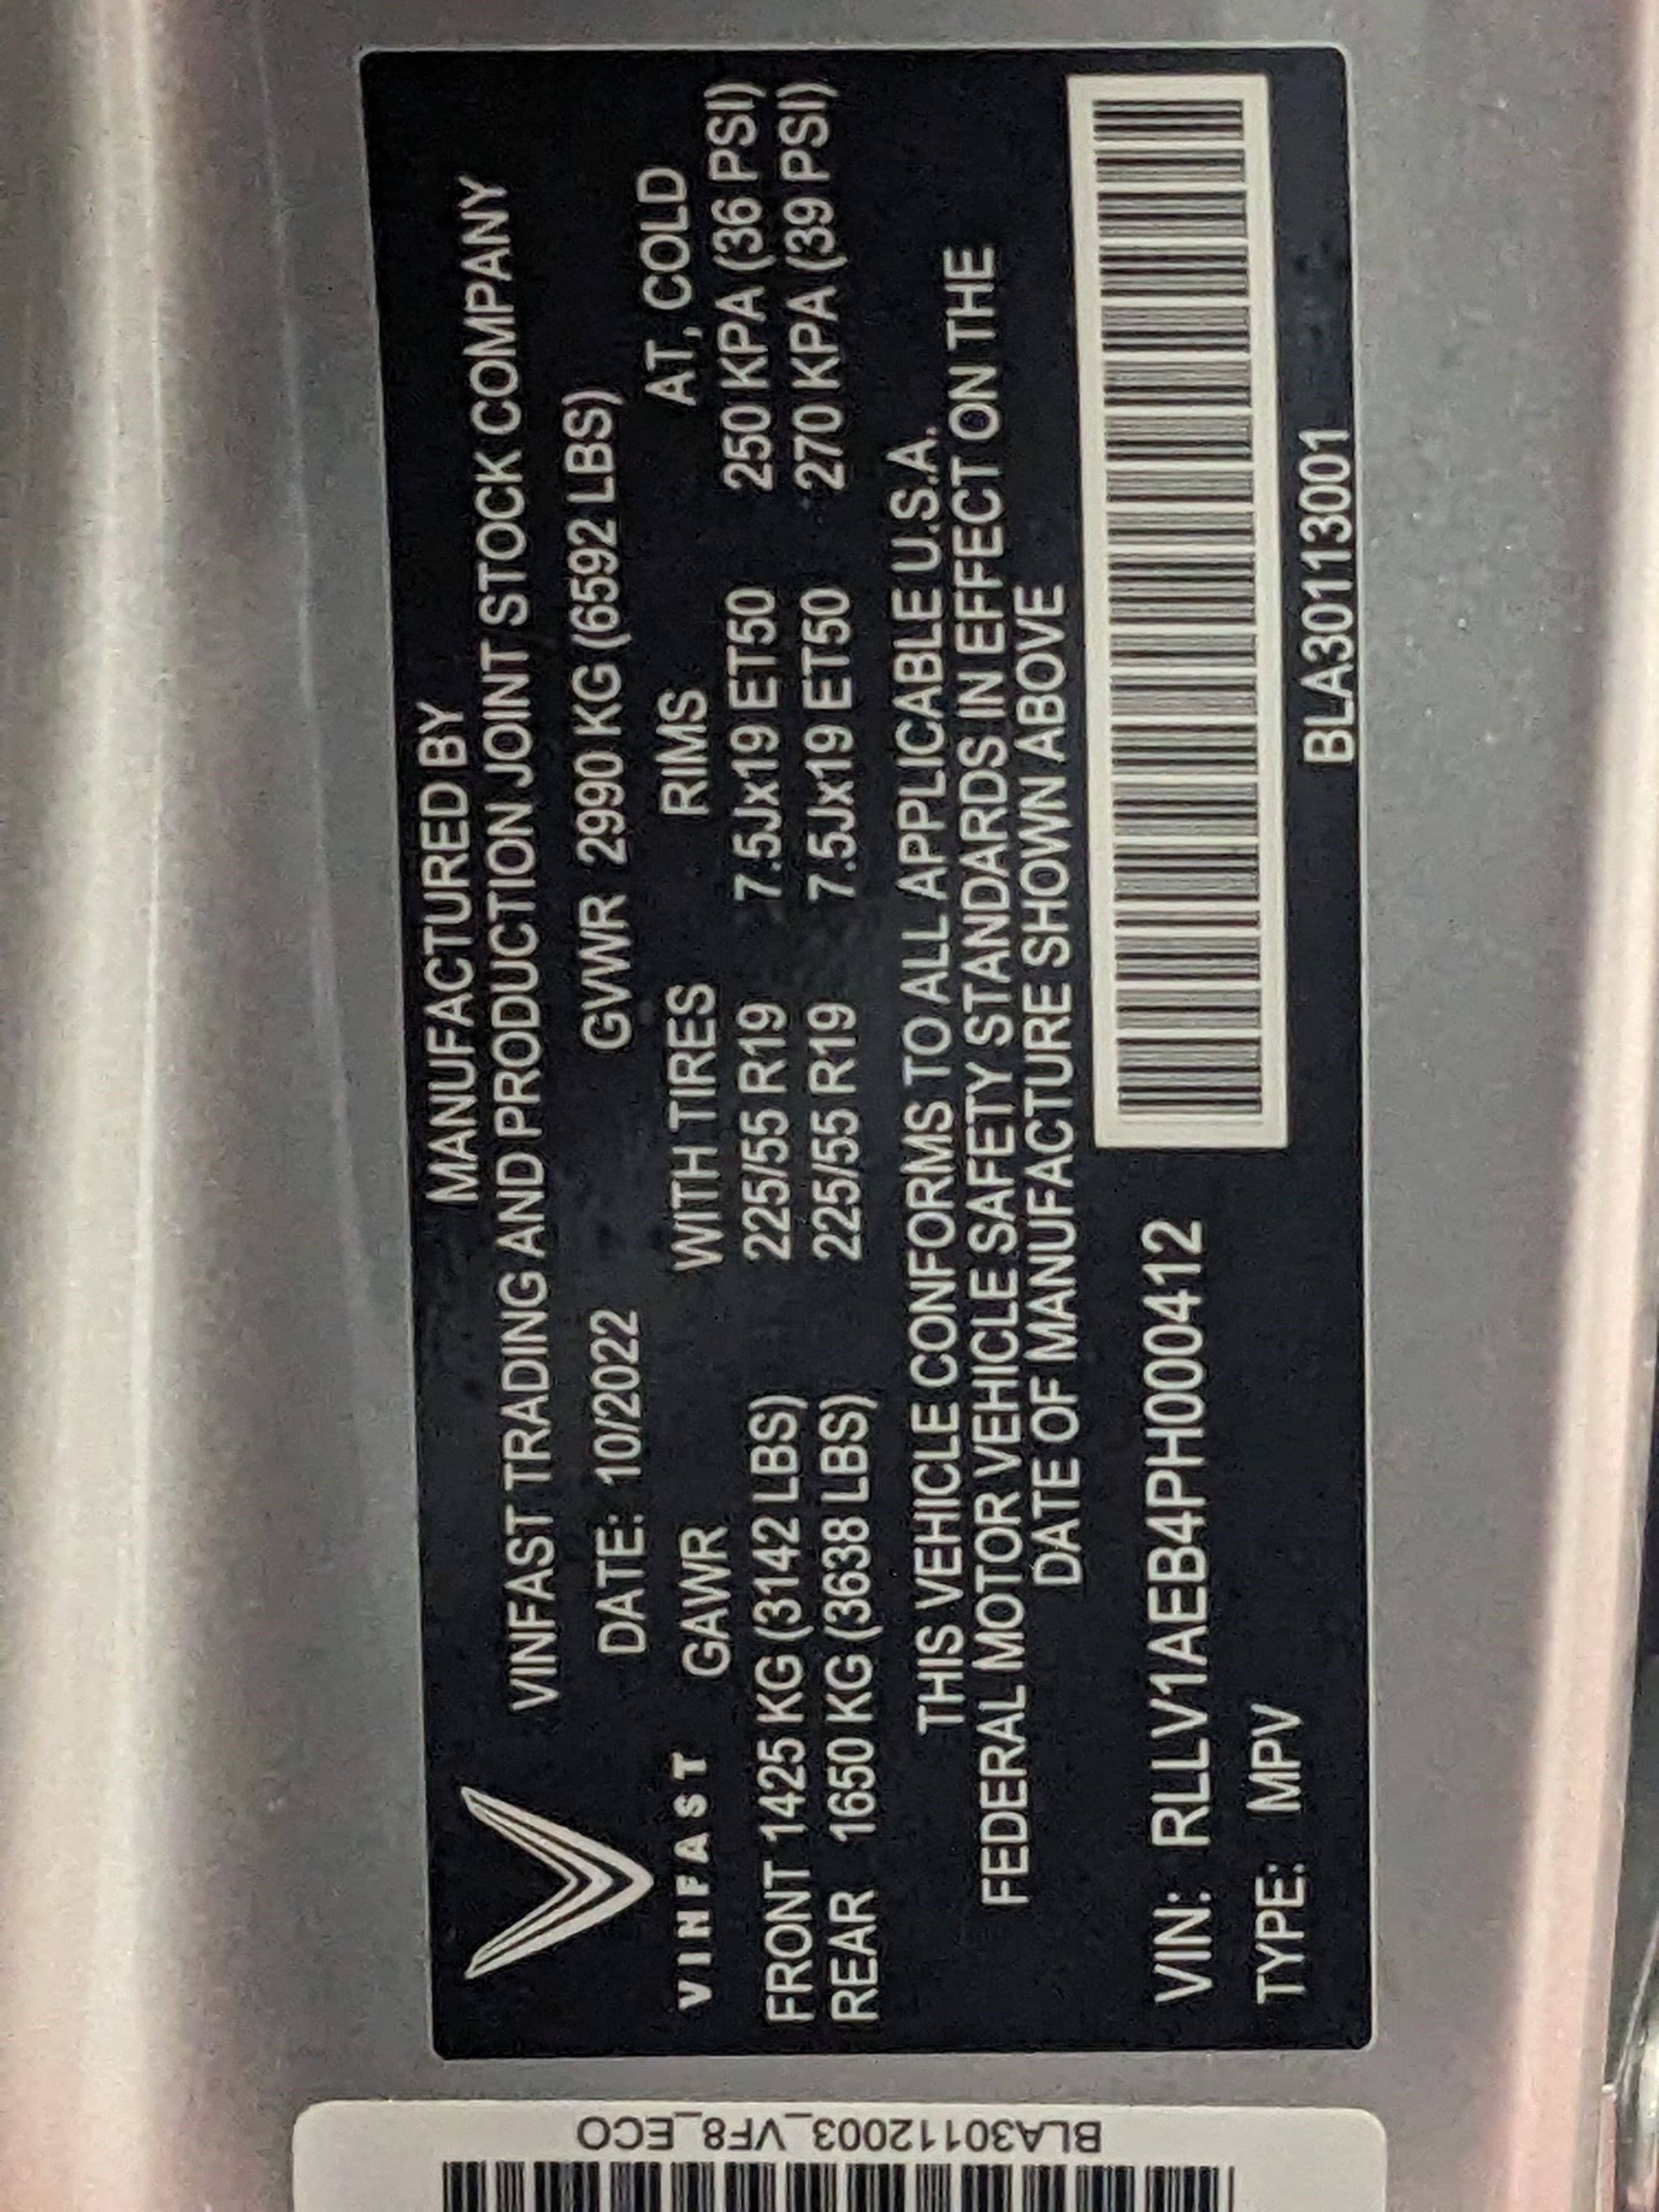 MANUFACTURED BY
VINFAST TRADING AND PRODUCTION JOINT STOCK COMPANY
DATE: 10/2022 GVWR 2990 KG (6592 LBS)
VINFAST
GAWR WITH TIRES RIMS AT, COLD
FRONT 1425 KG (3142 LBS) 225/55 R19 7.5Jx19 ET50 250 KPA (36 PSI)
REAR 1650 KG (3638 LBS) 225/55 R19 7.5Jx19 ET50 270 KPA (39 PSI)
THIS VEHICLE CONFORMS TO ALL APPLICABLE U.S.A.
FEDERAL MOTOR VEHICLE SAFETY STANDARDS IN EFFECT ON THE
DATE OF MANUFACTURE SHOWN ABOVE
VIN: RLLV1AEB4PH000412
TYPE: MPV
BLA30113001
BLA30112003_VF8_ECO